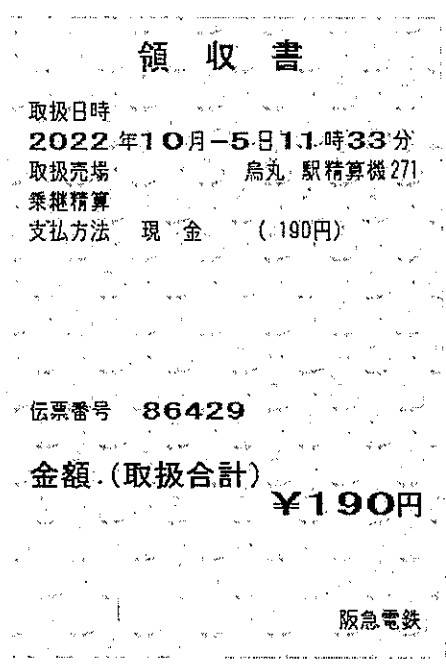 領収書
取扱日時
2022年10月-5日11時33分
取扱売場 烏丸 駅精算機271
乗継精算
支払方法 現 金 (190円)
伝票番号 86429
金額(取扱合計)
¥190円
阪急電鉄